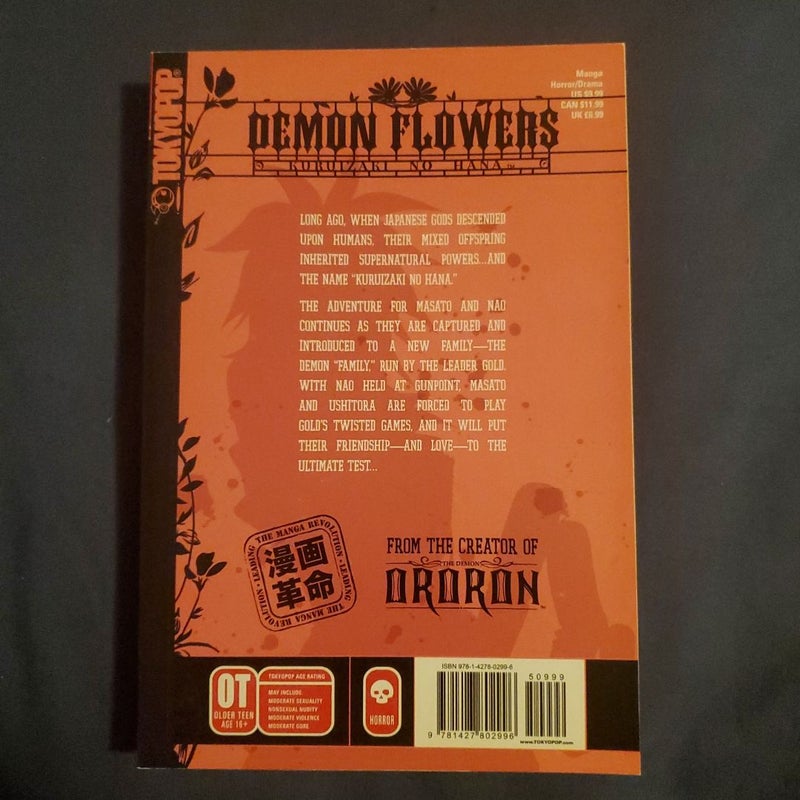 TOKYOPOP®
Manga
Horror/Drama
US $9.99
CAN $11.99
UK £6.99
DEMON FLOWERS
KURUIZAKI NO HANA™
LONG AGO, WHEN JAPANESE GODS DESCENDED
UPON HUMANS, THEIR MIXED OFFSPRING
INHERITED SUPERNATURAL POWERS...AND
THE NAME "KURUIZAKI NO HANA."
THE ADVENTURE FOR MASATO AND NAO
CONTINUES AS THEY ARE CAPTURED AND
INTRODUCED TO A NEW FAMILY—THE
DEMON "FAMILY," RUN BY THE LEADER GOLD.
WITH NAO HELD AT GUNPOINT, MASATO
AND USHITORA ARE FORCED TO PLAY
GOLD'S TWISTED GAMES, AND IT WILL PUT
THEIR FRIENDSHIP—AND LOVE—TO THE
ULTIMATE TEST...
LEADING THE MANGA REVOLUTION • LEADING THE MANGA REVOLUTION •
漫画
革命
FROM THE CREATOR OF
THE DEMON
ORORON™
OT
OLDER TEEN
AGE 16+
TOKYOPOP AGE RATING
MAY INCLUDE
MODERATE SEXUALITY
NONSEXUAL NUDITY
MODERATE VIOLENCE
MODERATE GORE
HORROR
ISBN 978-1-4278-0299-6
50999
9 781427 802996
www.TOKYOPOP.com